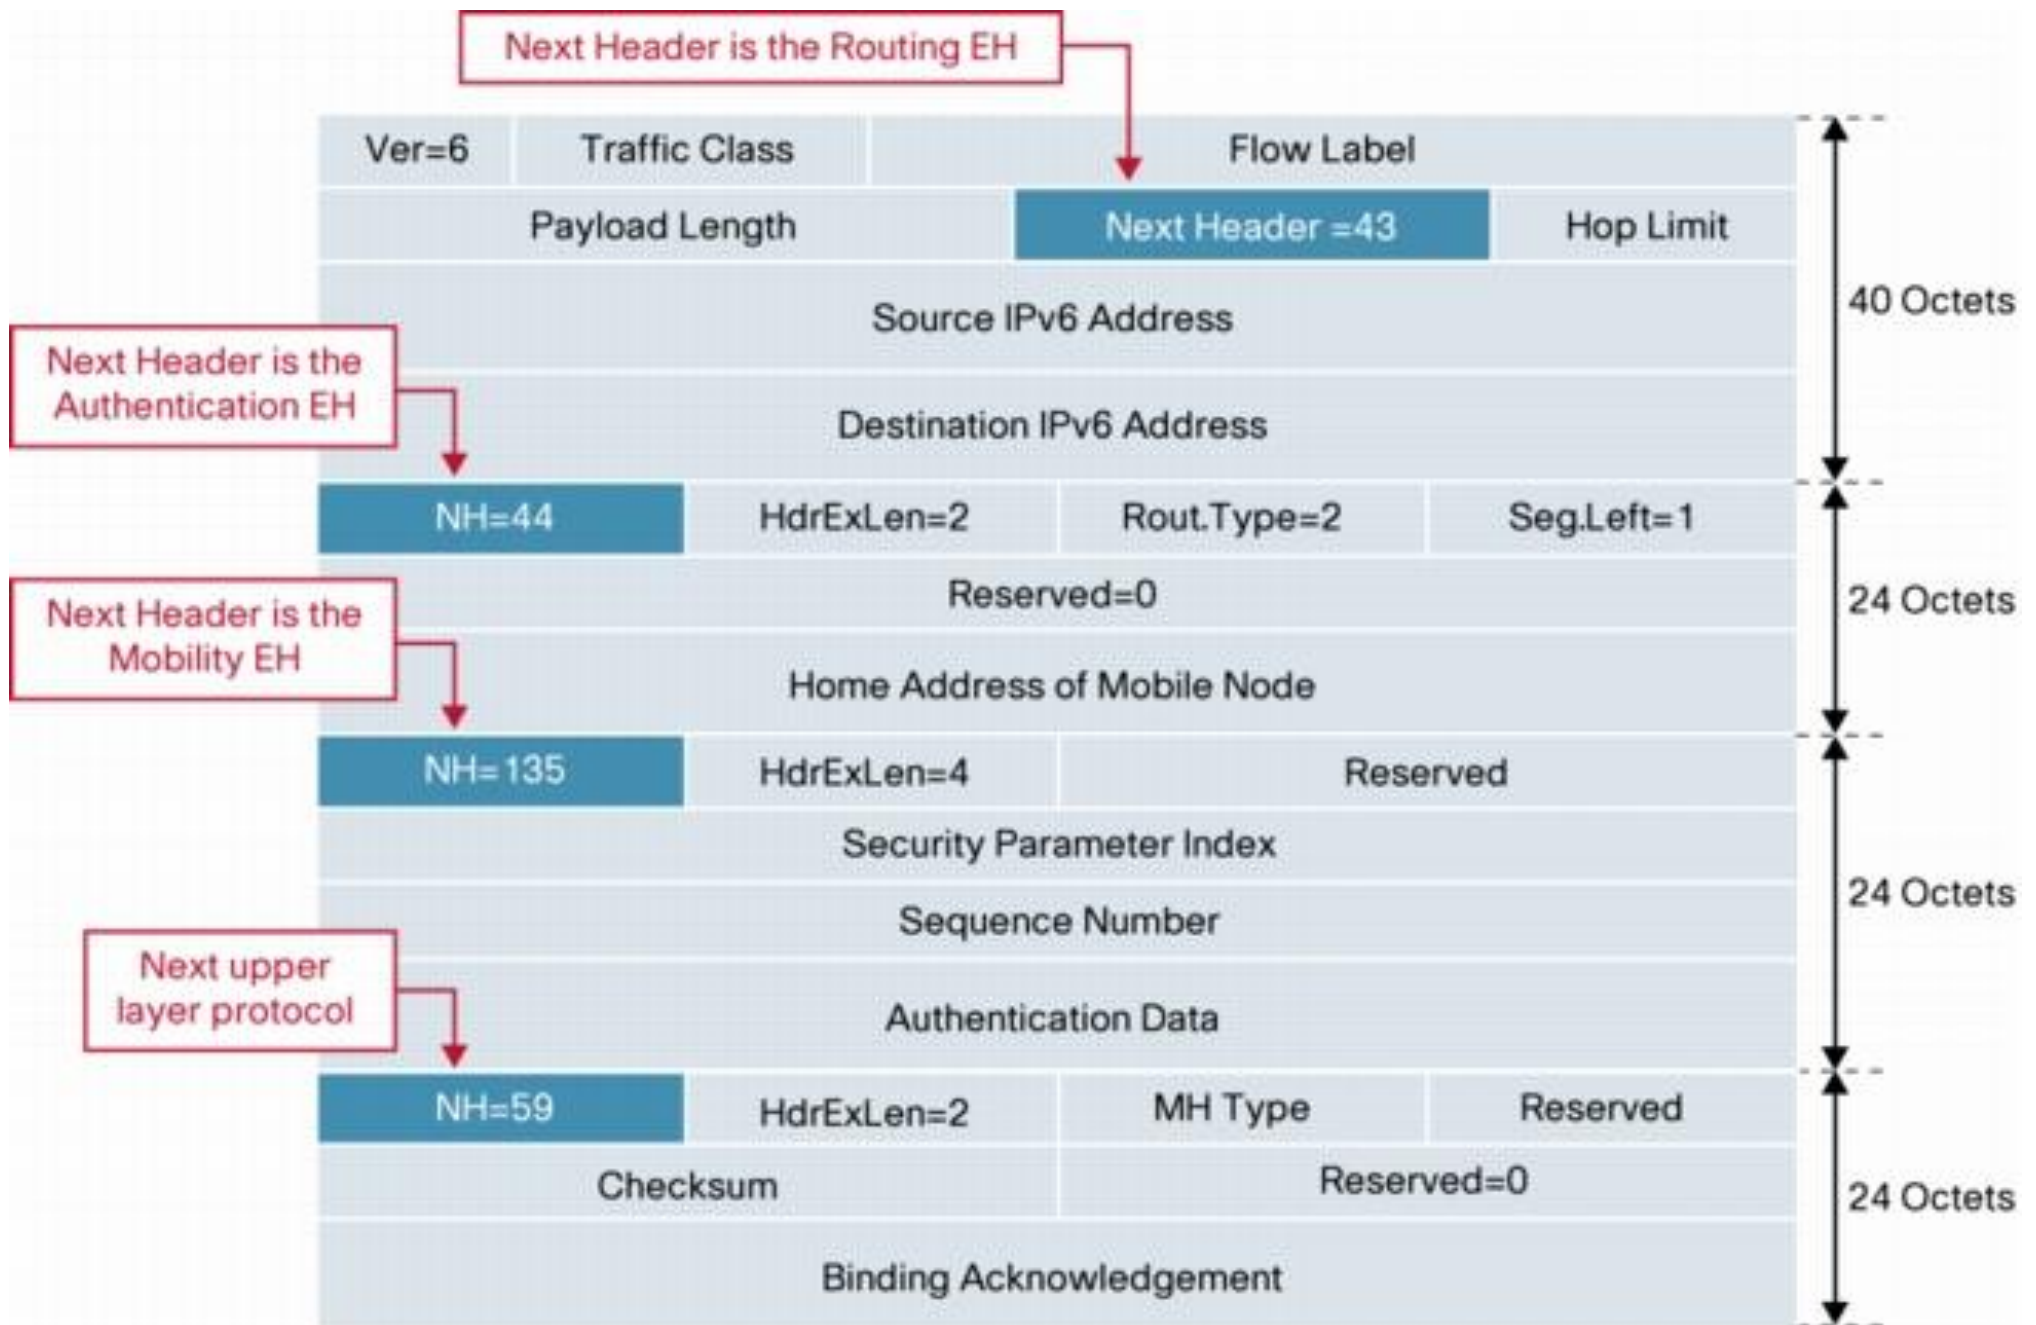 Next Header is the Routing EH
Ver=6 Traffic Class Flow Label
Payload Length Next Header =43 Hop Limit
Source IPv6 Address
40 Octets
Next Header is the
Authentication EH
Destination IPv6 Address
NH=44 HdrExLen=2 Rout.Type=2 Seg.Left=1
Reserved=0
24 Octets
Next Header is the
Mobility EH
Home Address of Mobile Node
NH=135 HdrExLen=4 Reserved
Security Parameter Index
24 Octets
Sequence Number
Next upper
layer protocol
Authentication Data
NH=59 HdrExLen=2 MH Type Reserved
Checksum Reserved=0
24 Octets
Binding Acknowledgement